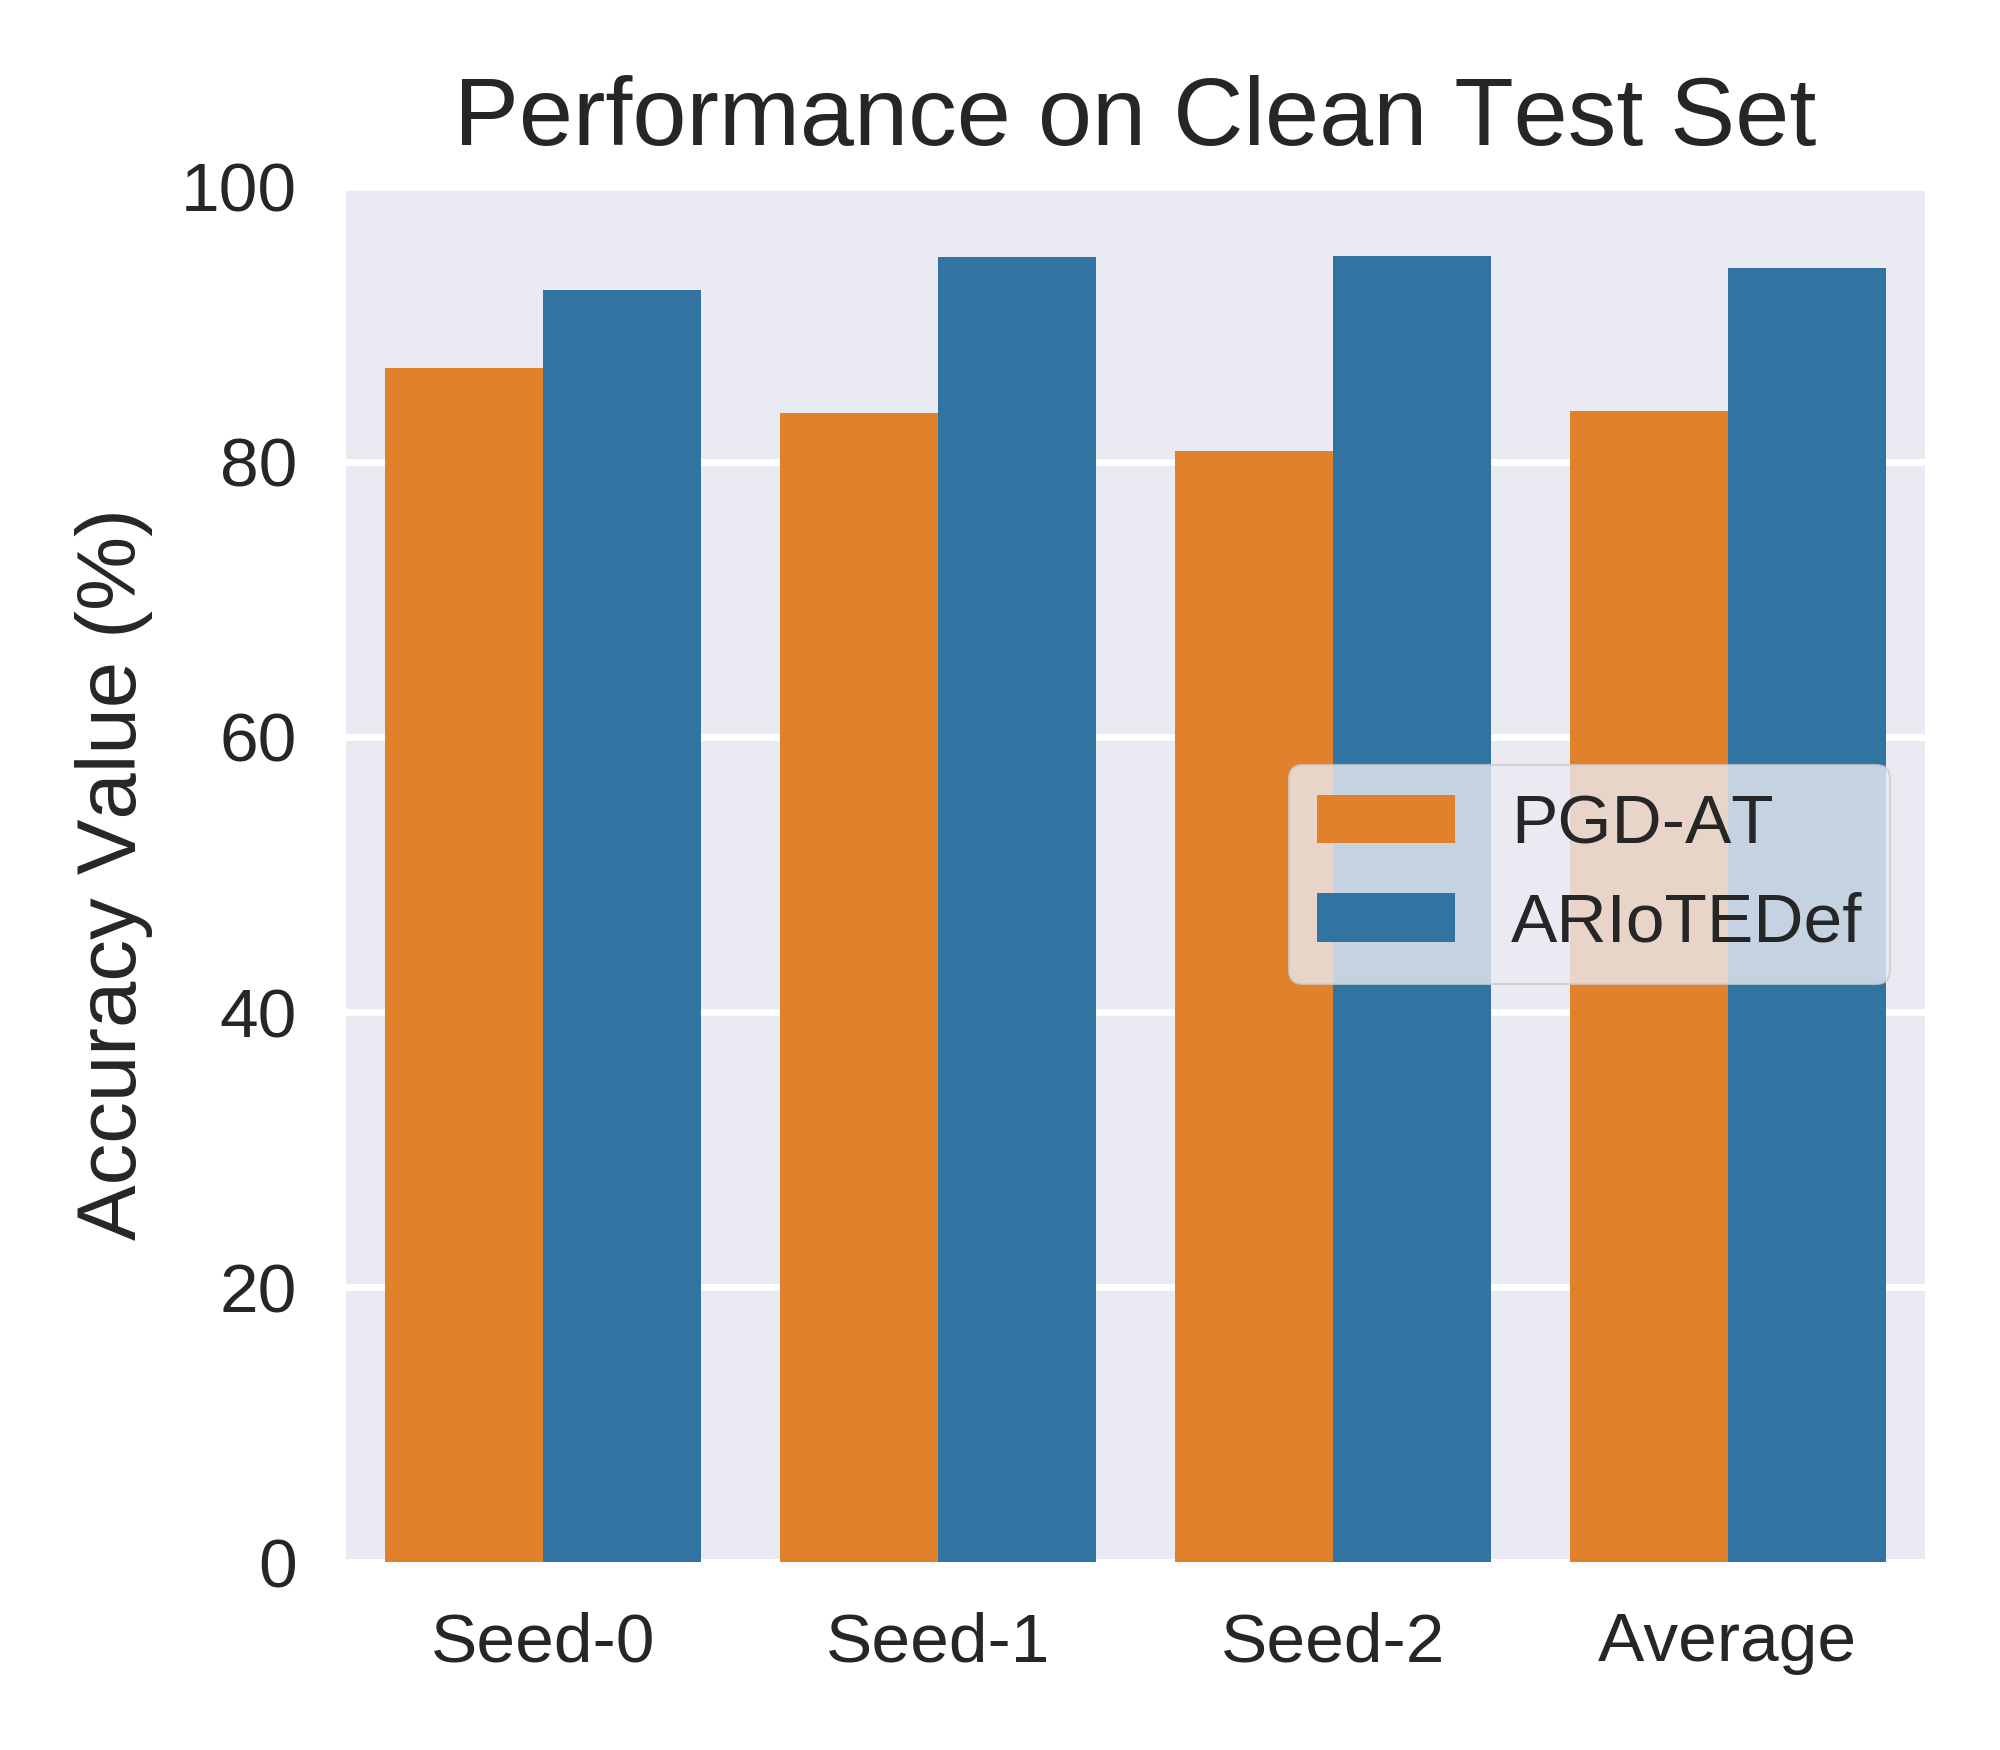 Performance on Clean Test Set
100
80
60
40
20
0
Accuracy Value (%)
PGD-AT
ARIoTEDef
Seed-0 Seed-1 Seed-2 Average